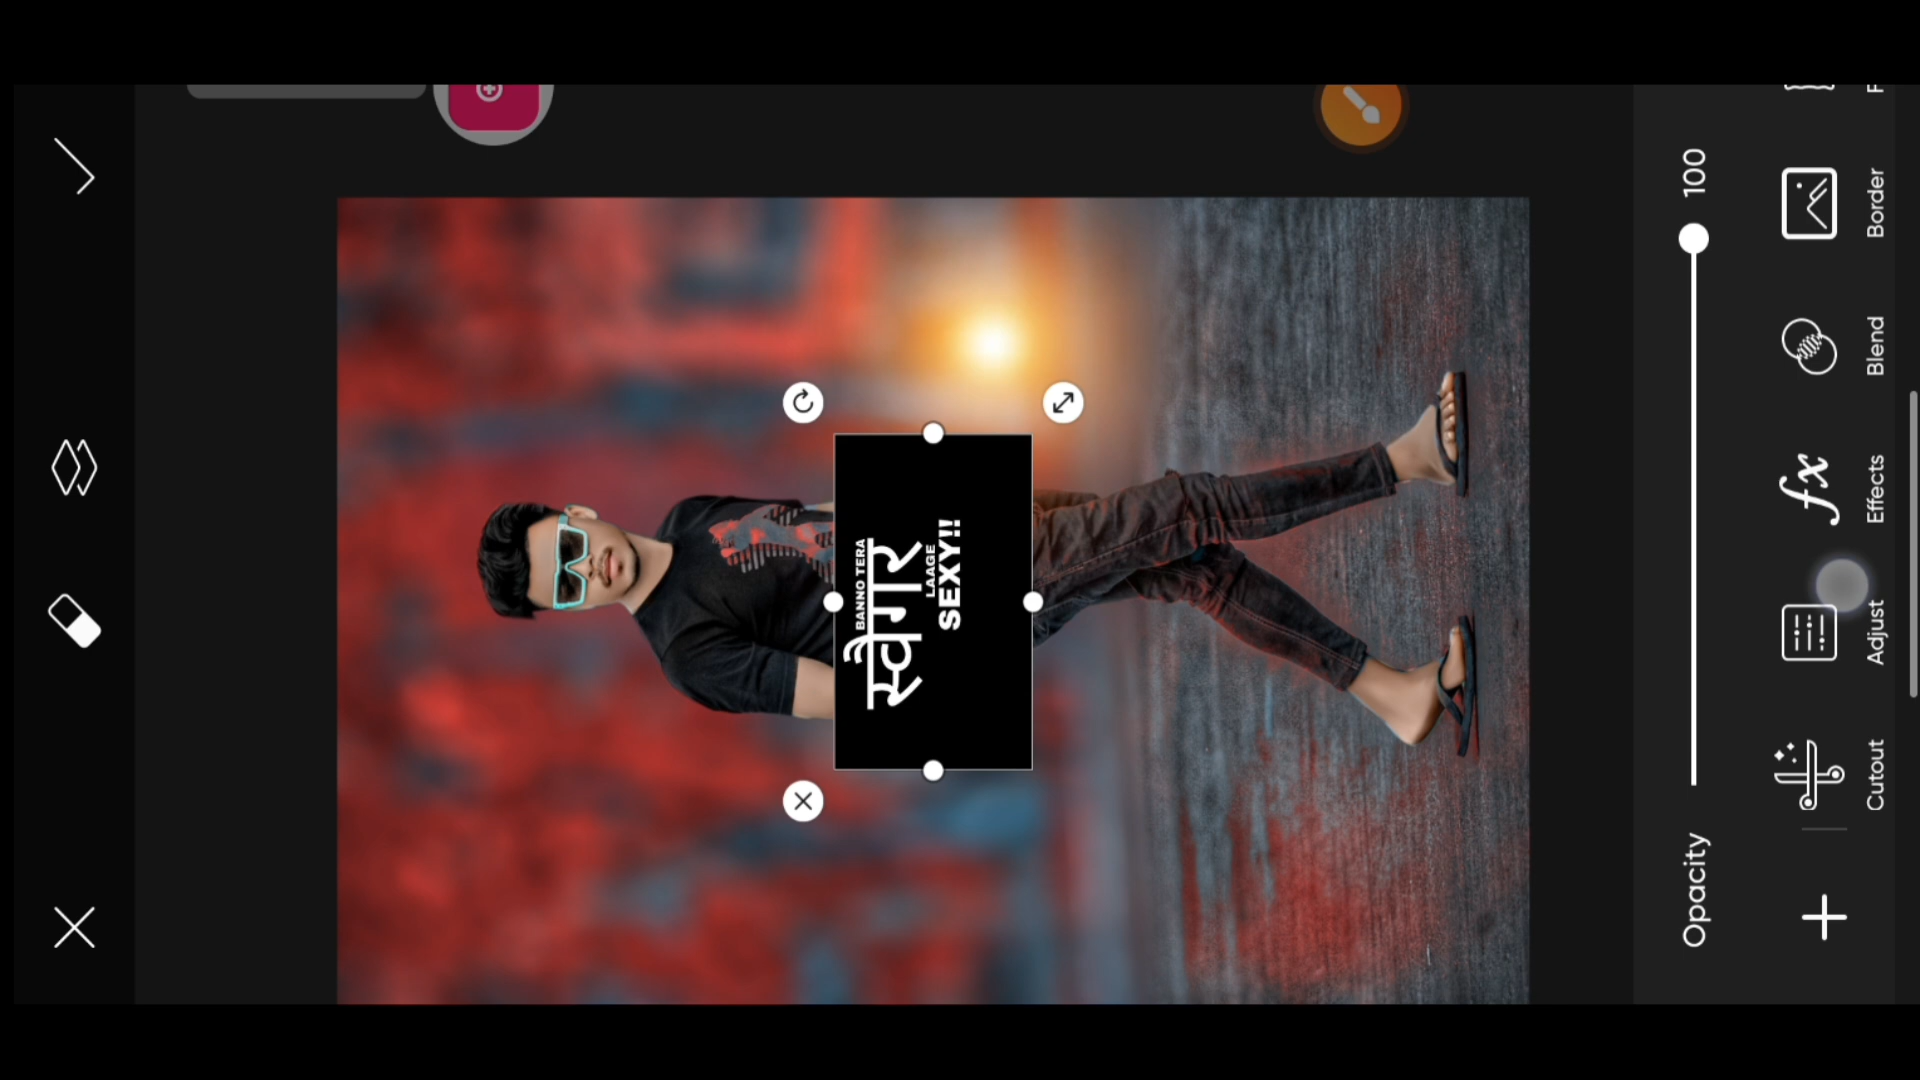 BANNO TERA
स्वैगर
LAAGE
SEXY!!
Opacity
100
Cutout
Adjust
Effects
Blend
Border